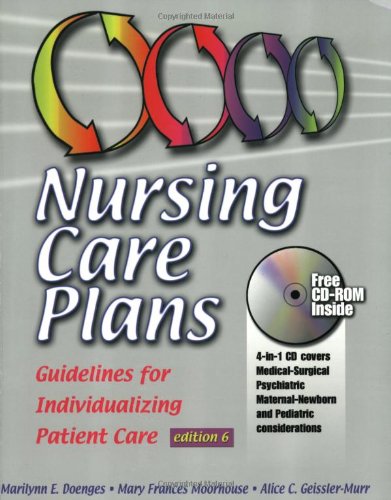 Nursing
Care
Plans
Free
CD-ROM
Inside
4-in-1 CD covers
Medical-Surgical
Psychiatric
Maternal-Newborn
and Pediatric
considerations
Guidelines for
Individualizing
Patient Care edition 6
Marilynn E. Doenges • Mary Frances Moorhouse • Alice C. Geissler-Murr